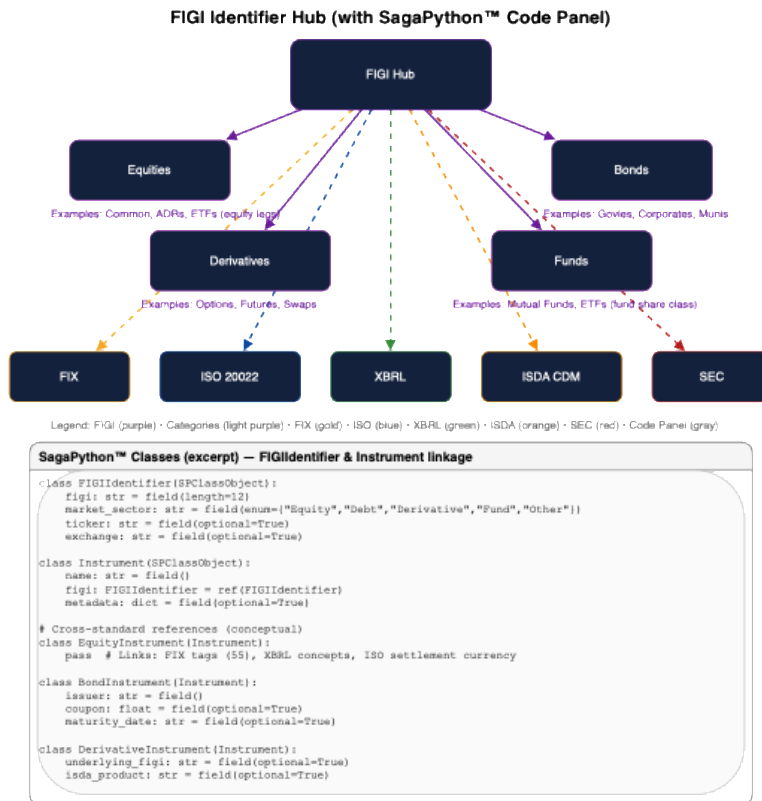 FIGI Identifier Hub (with SagaPython™ Code Panel)
FIGI Hub
Equities
Bonds
Examples: Common, ADRs, ETFs (equity legs)
Examples: Govies, Corporates, Munis
Derivatives
Funds
Examples: Options, Futures, Swaps
Examples: Mutual Funds, ETFs (fund share class)
FIX
ISO 20022
XBRL
ISDA CDM
SEC
Legend: FIGI (purple) · Categories (light purple) · FIX (gold) · ISO (blue) · XBRL (green) · ISDA (orange) · SEC (red) · Code Panel (gray)
SagaPython™ Classes (excerpt) — FIGIIdentifier & Instrument linkage
class FIGIIdentifier(SPClassObject):
    figi: str = field(length=12)
    market_sector: str = field(enum={"Equity","Debt","Derivative","Fund","Other"})
    ticker: str = field(optional=True)
    exchange: str = field(optional=True)
class Instrument(SPClassObject):
    name: str = field()
    figi: FIGIIdentifier = ref(FIGIIdentifier)
    metadata: dict = field(optional=True)
# Cross-standard references (conceptual)
class EquityInstrument(Instrument):
    pass  # Links: FIX tags (55), XBRL concepts, ISO settlement currency
class BondInstrument(Instrument):
    issuer: str = field()
    coupon: float = field(optional=True)
    maturity_date: str = field(optional=True)
class DerivativeInstrument(Instrument):
    underlying_figi: str = field(optional=True)
    isda_product: str = field(optional=True)